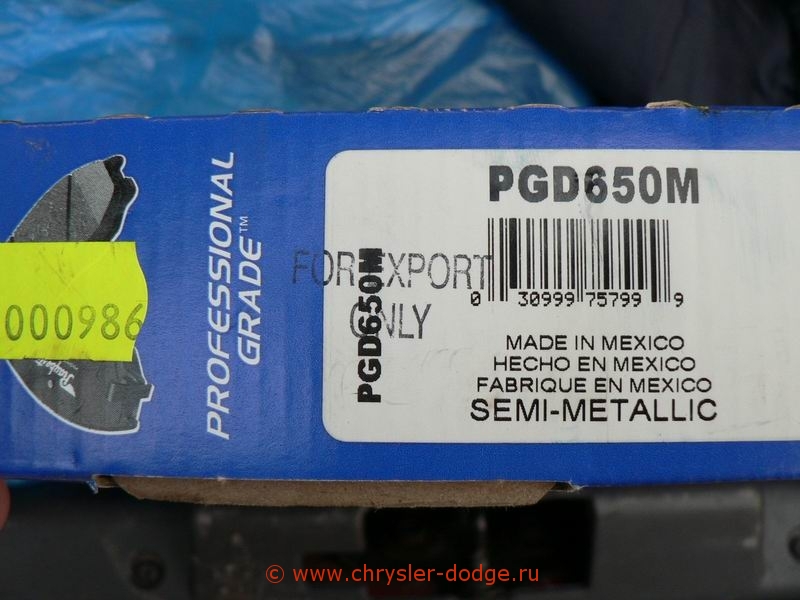 PGD650M
0 30999 75799 9
MADE IN MEXICO
HECHO EN MEXICO
FABRIQUE EN MEXICO
SEMI-METALLIC
PGD650M
FOR EXPORT
ONLY
PROFESSIONAL
GRADE™
000986
Raybestos
© www.chrysler-dodge.ru